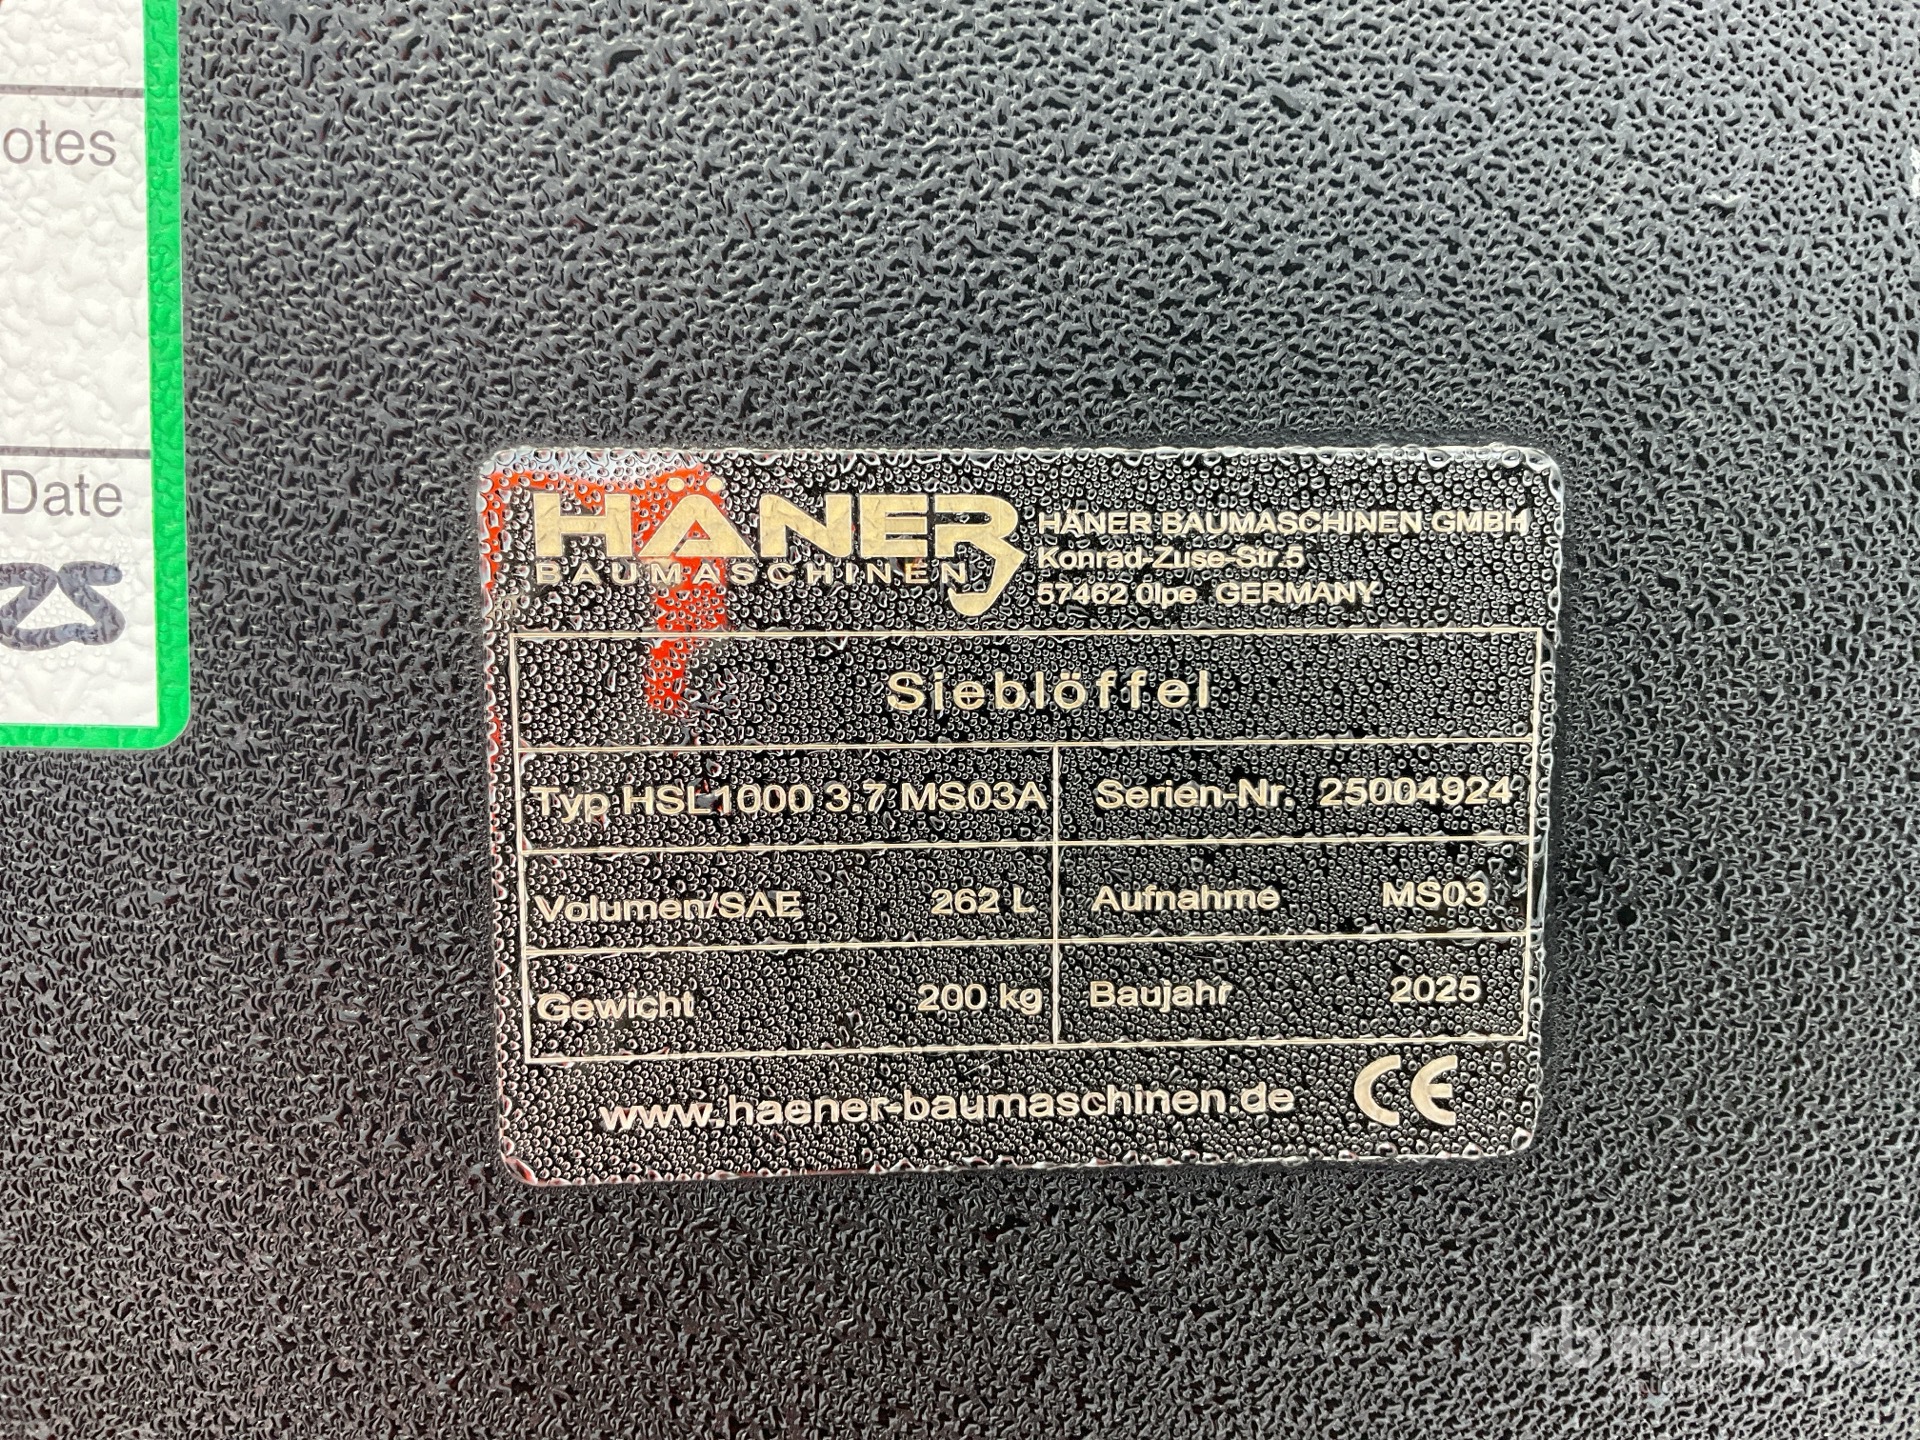 otes
Date
HÄNER
BAUMASCHINEN
HÄNER BAUMASCHINEN GMBH
Konrad-Zuse-Str.5
57462 Olpe GERMANY
Sieblöffel
Typ HSL1000 3.7 MS03A
Serien-Nr. 25004924
Volumen/SAE 262 L
Aufnahme MS03
Gewicht 200 kg
Baujahr 2025
www.haener-baumaschinen.de
CE